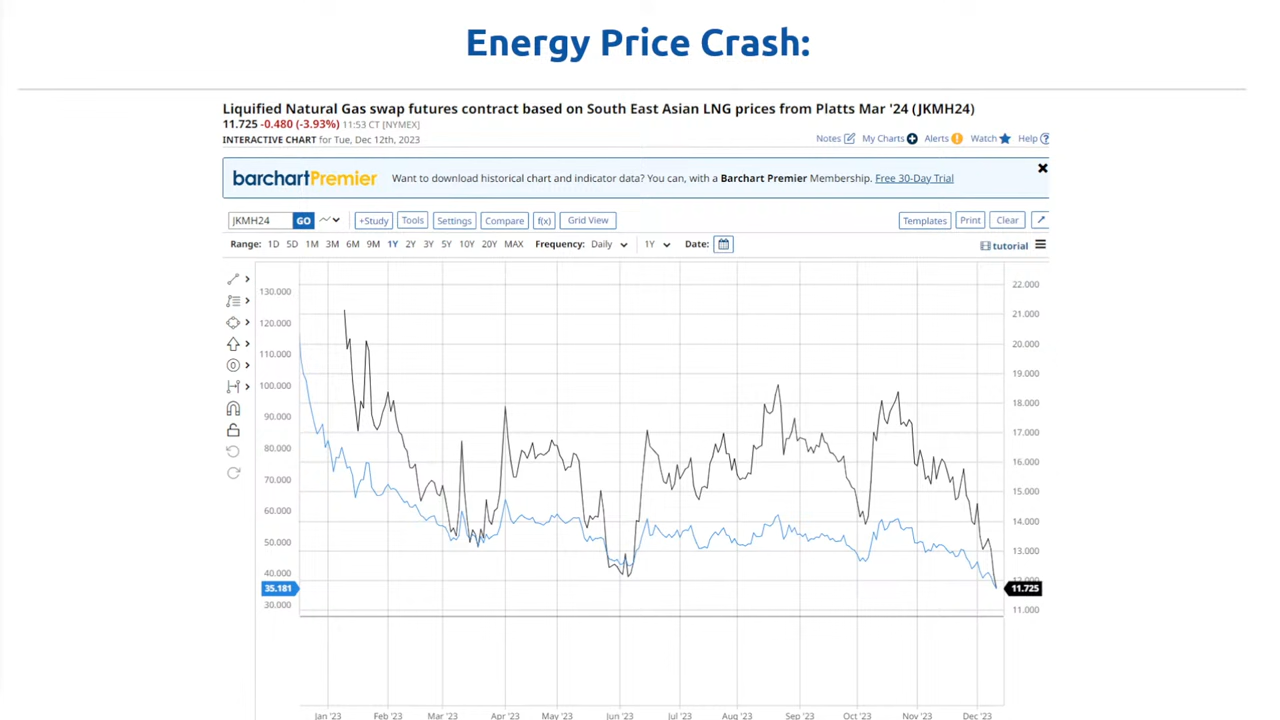 Energy Price Crash:
Liquified Natural Gas swap futures contract based on South East Asian LNG prices from Platts Mar '24 (JKMH24)
11.725 -0.480 (-3.93%) 11:53 CT [NYMEX]
INTERACTIVE CHART for Tue, Dec 12th, 2023
Notes My Charts Alerts Watch Help
barchartPremier Want to download historical chart and indicator data? You can, with a Barchart Premier Membership. Free 30-Day Trial
JKMH24 GO +Study Tools Settings Compare f(x) Grid View Templates Print Clear
Range: 1D 5D 1M 3M 6M 9M 1Y 2Y 3Y 5Y 10Y 20Y MAX Frequency: Daily 1Y Date: tutorial
130.000
120.000
110.000
100.000
90.000
80.000
70.000
60.000
50.000
40.000
35.181
30.000
22.000
21.000
20.000
19.000
18.000
17.000
16.000
15.000
14.000
13.000
12.000
11.725
11.000
Jan '23 Feb '23 Mar '23 Apr '23 May '23 Jun '23 Jul '23 Aug '23 Sep '23 Oct '23 Nov '23 Dec '23